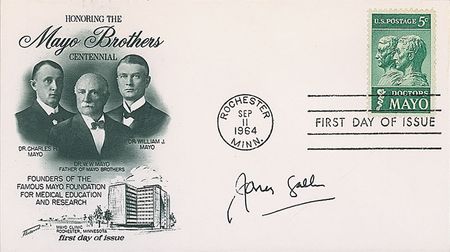 HONORING THE
Mayo Brothers
CENTENNIAL
DR. CHARLES H.
MAYO
DR. WILLIAM J.
MAYO
DR. W.W. MAYO
FATHER OF MAYO BROTHERS
FOUNDERS OF THE
FAMOUS MAYO FOUNDATION
FOR MEDICAL EDUCATION
AND RESEARCH
MAYO CLINIC
ROCHESTER, MINNESOTA
first day of issue
U.S. POSTAGE 5c
DOCTORS
MAYO
ROCHESTER
SEP
11
1964
MINN.
FIRST DAY OF ISSUE